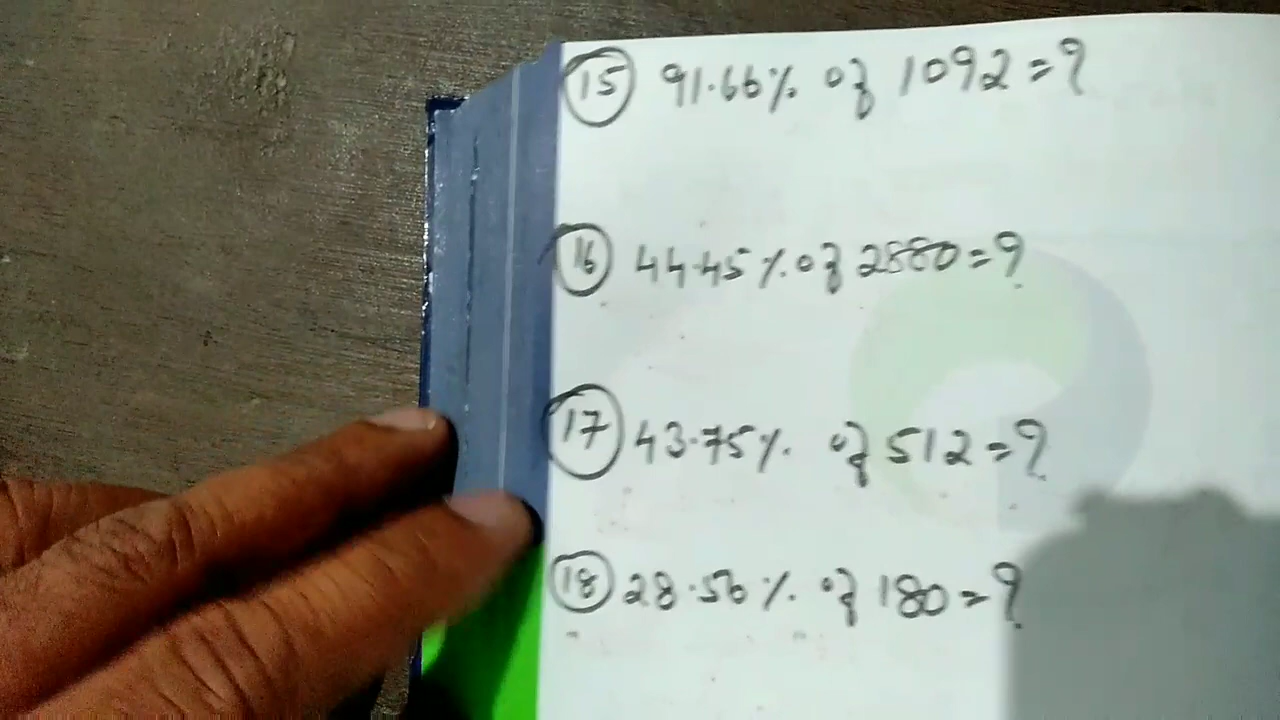 15 91.66% of 1092=?
16 44.45% of 2880=?
17 43.75% of 512=?
18 28.56% of 180=?